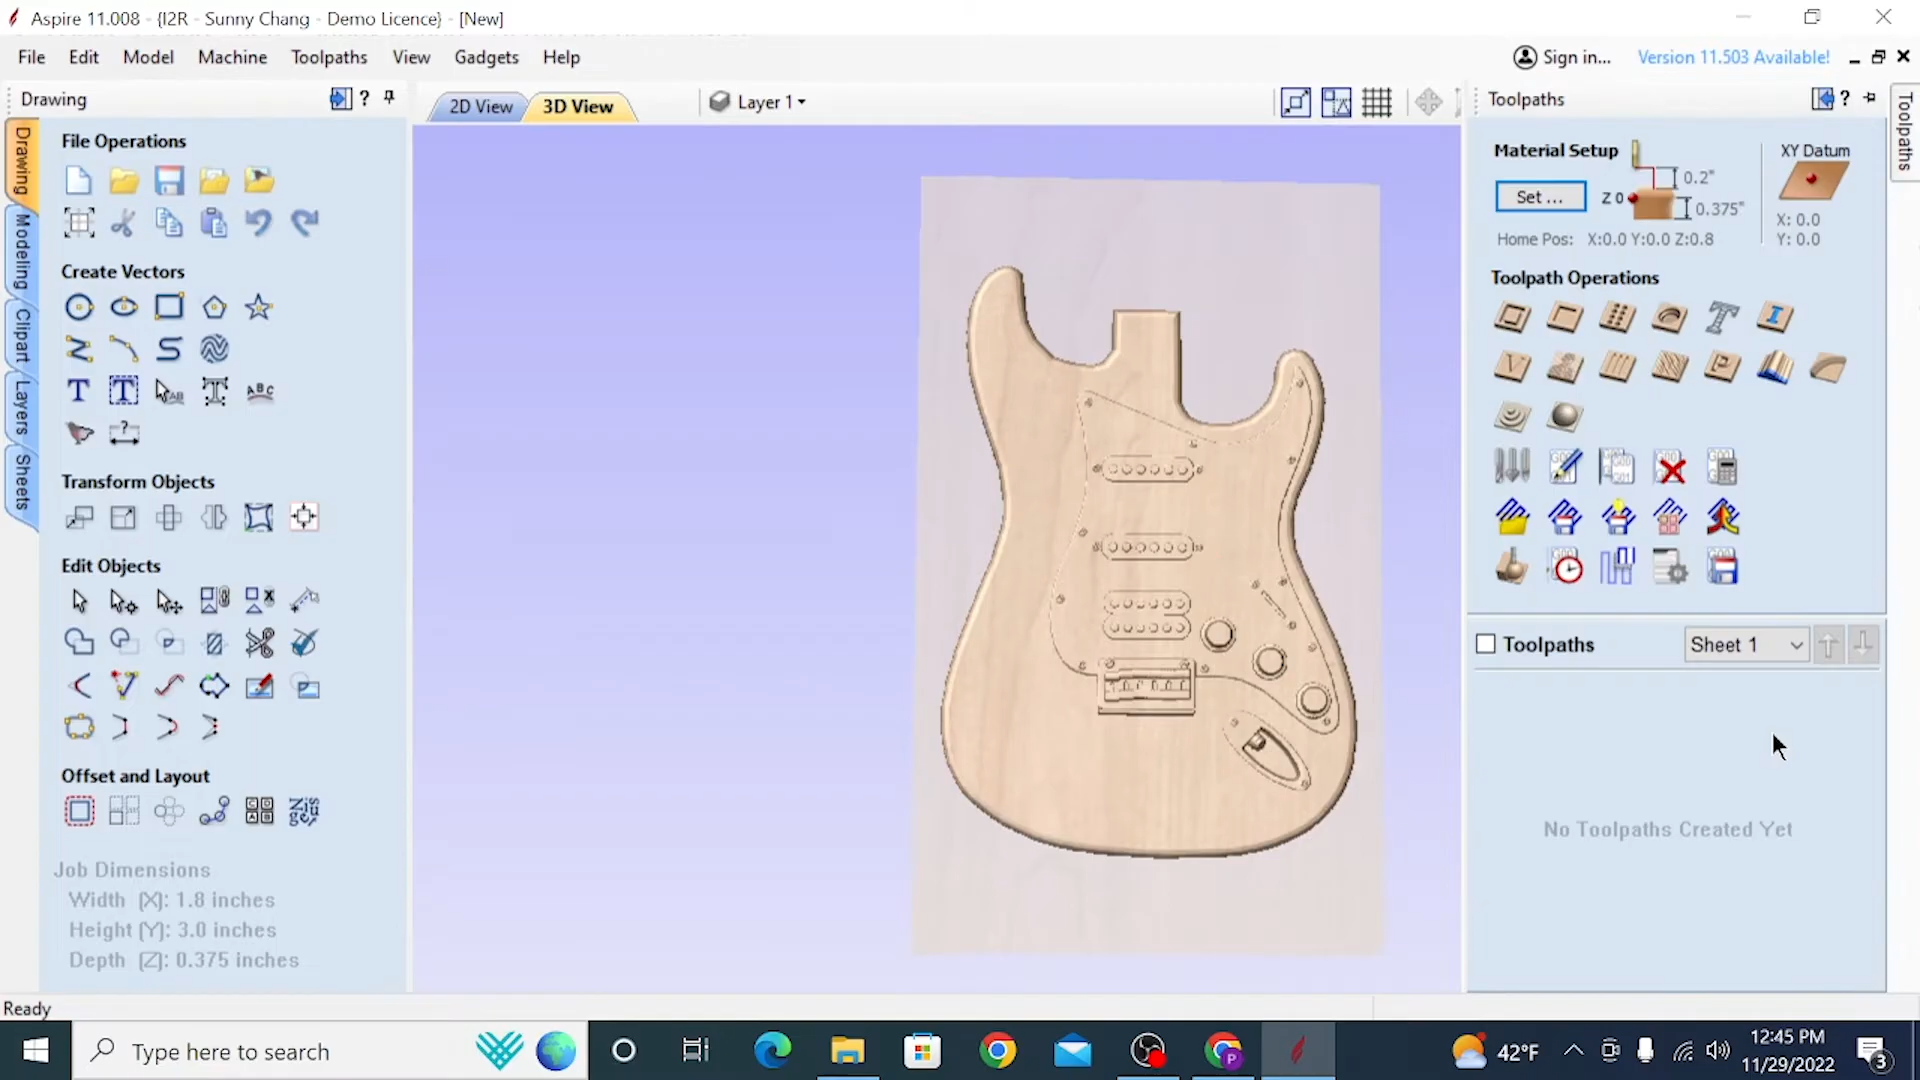 Aspire 11.008 - {I2R - Sunny Chang - Demo Licence} - [New]
File Edit Model Machine Toolpaths View Gadgets Help
Sign in... Version 11.503 Available!
Drawing
2D View 3D View Layer 1
Toolpaths
Toolpaths
Drawing
Modeling
Clipart
Layers
Sheets
File Operations
Create Vectors
Transform Objects
Edit Objects
Offset and Layout
Job Dimensions
Width (X): 1.8 inches
Height (Y): 3.0 inches
Depth (Z): 0.375 inches
Material Setup
Set ...
Z 0
0.2"
0.375"
Home Pos: X:0.0 Y:0.0 Z:0.8
XY Datum
X: 0.0
Y: 0.0
Toolpath Operations
Toolpaths Sheet 1
No Toolpaths Created Yet
Ready
Type here to search
42°F
12:45 PM
11/29/2022
3